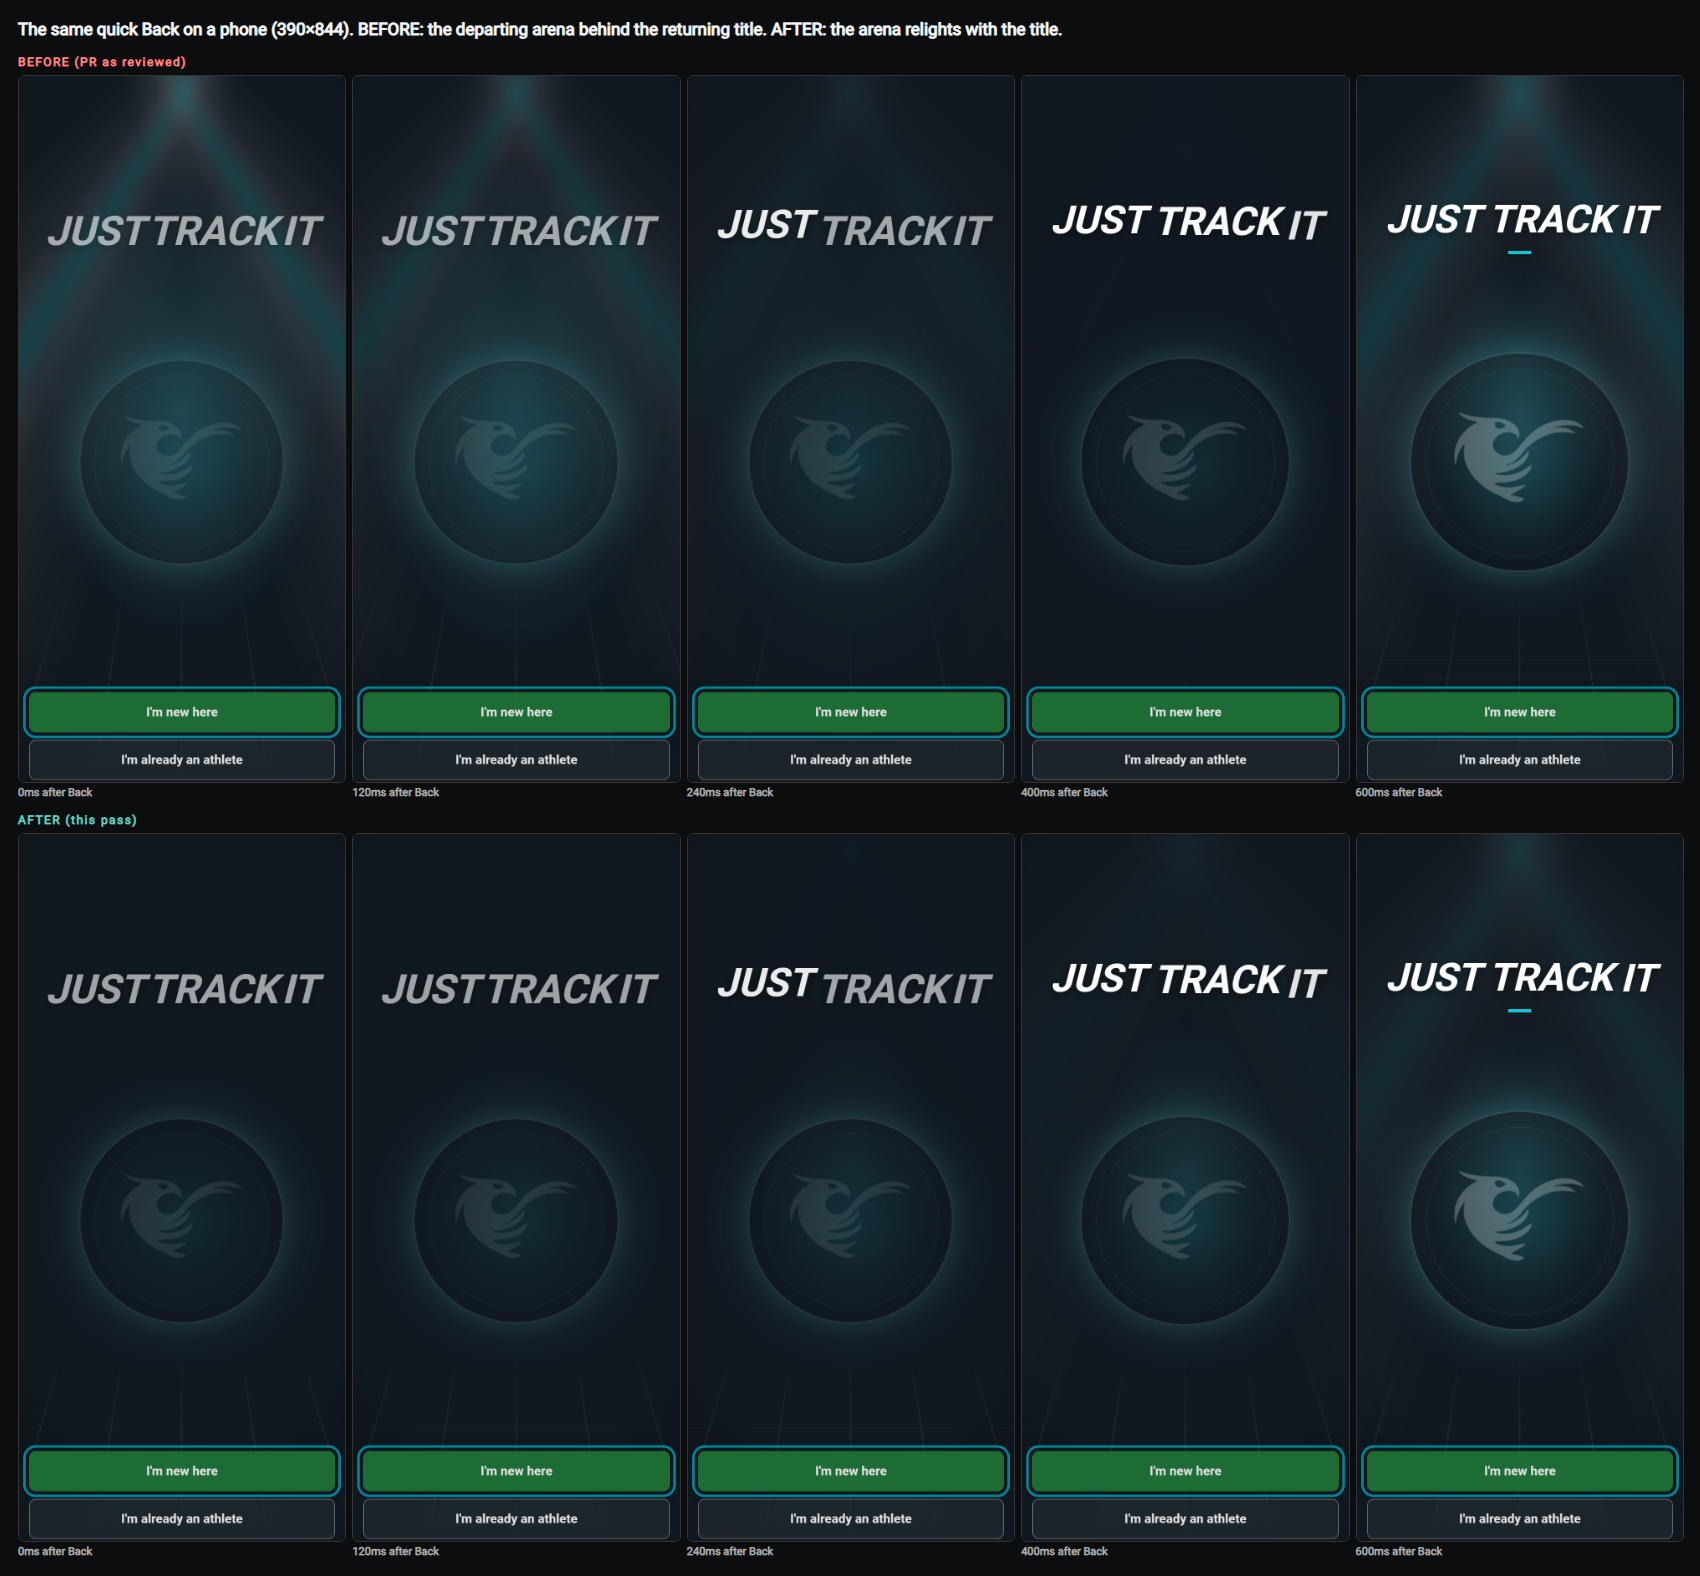 The same quick Back on a phone (390×844). BEFORE: the departing arena behind the returning title. AFTER: the arena relights with the title.
BEFORE (PR as reviewed)
JUST TRACK IT
JUST TRACK IT
JUST TRACK IT
JUST TRACK IT
JUST TRACK IT
I'm new here
I'm new here
I'm new here
I'm new here
I'm new here
I'm already an athlete
I'm already an athlete
I'm already an athlete
I'm already an athlete
I'm already an athlete
0ms after Back
120ms after Back
240ms after Back
400ms after Back
600ms after Back
AFTER (this pass)
JUST TRACK IT
JUST TRACK IT
JUST TRACK IT
JUST TRACK IT
JUST TRACK IT
I'm new here
I'm new here
I'm new here
I'm new here
I'm new here
I'm already an athlete
I'm already an athlete
I'm already an athlete
I'm already an athlete
I'm already an athlete
0ms after Back
120ms after Back
240ms after Back
400ms after Back
600ms after Back